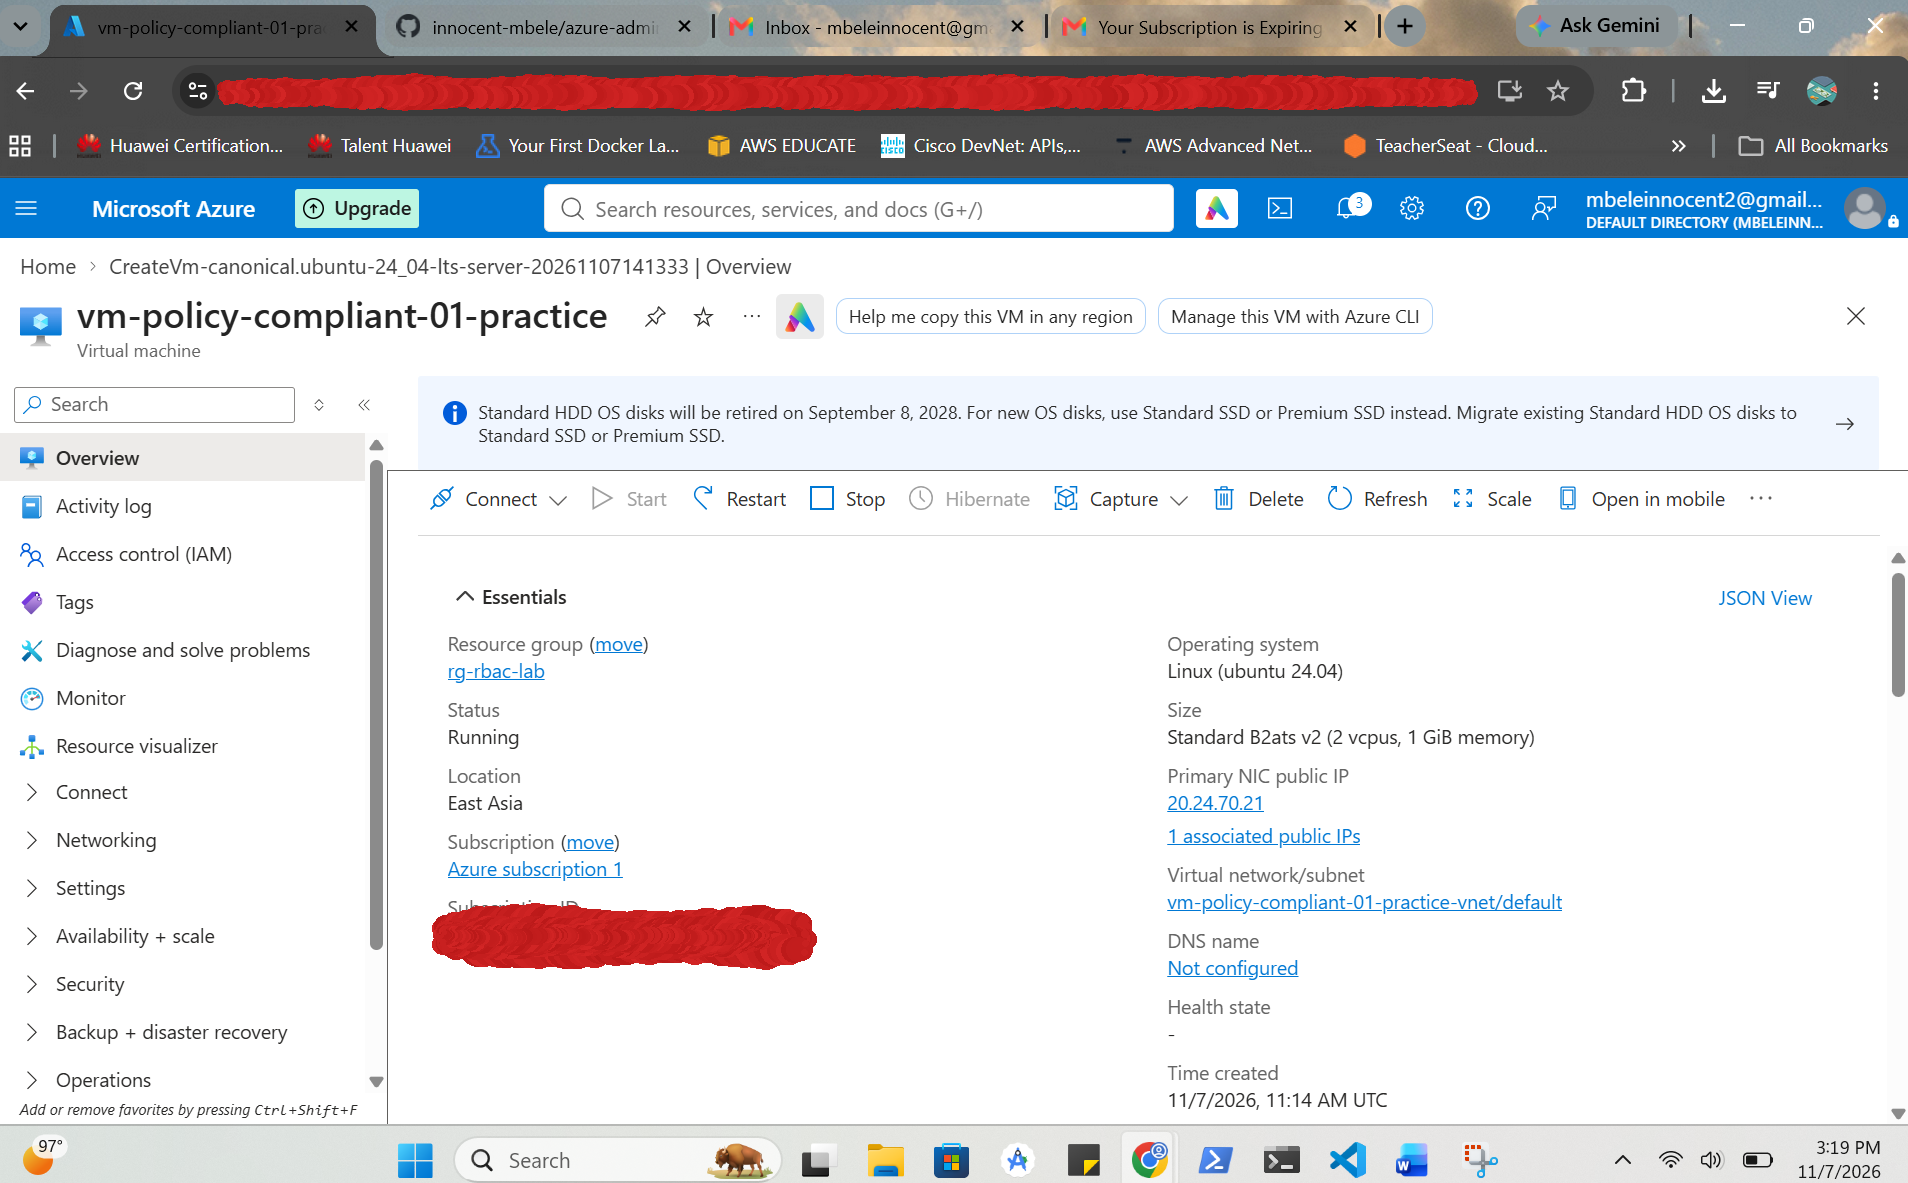 vm-policy-compliant-01-pra
innocent-mbele/azure-admi
Inbox - mbeleinnocent@gm
Your Subscription is Expiring
Ask Gemini
Huawei Certification...
Talent Huawei
Your First Docker La...
AWS EDUCATE
Cisco DevNet: APIs,...
AWS Advanced Net...
TeacherSeat - Cloud...
All Bookmarks
Microsoft Azure
Upgrade
Search resources, services, and docs (G+/)
3
mbeleinnocent2@gmail...
DEFAULT DIRECTORY (MBELEINN...
Home > CreateVm-canonical.ubuntu-24_04-lts-server-20261107141333 | Overview
vm-policy-compliant-01-practice
Virtual machine
Help me copy this VM in any region
Manage this VM with Azure CLI
Search
Standard HDD OS disks will be retired on September 8, 2028. For new OS disks, use Standard SSD or Premium SSD instead. Migrate existing Standard HDD OS disks to
Standard SSD or Premium SSD.
Overview
Activity log
Access control (IAM)
Tags
Diagnose and solve problems
Monitor
Resource visualizer
Connect
Networking
Settings
Availability + scale
Security
Backup + disaster recovery
Operations
Add or remove favorites by pressing Ctrl+Shift+F
Connect
Start
Restart
Stop
Hibernate
Capture
Delete
Refresh
Scale
Open in mobile
Essentials
JSON View
Resource group (move)
rg-rbac-lab
Status
Running
Location
East Asia
Subscription (move)
Azure subscription 1
Operating system
Linux (ubuntu 24.04)
Size
Standard B2ats v2 (2 vcpus, 1 GiB memory)
Primary NIC public IP
20.24.70.21
1 associated public IPs
Virtual network/subnet
vm-policy-compliant-01-practice-vnet/default
DNS name
Not configured
Health state
-
Time created
11/7/2026, 11:14 AM UTC
97°
Search
3:19 PM
11/7/2026